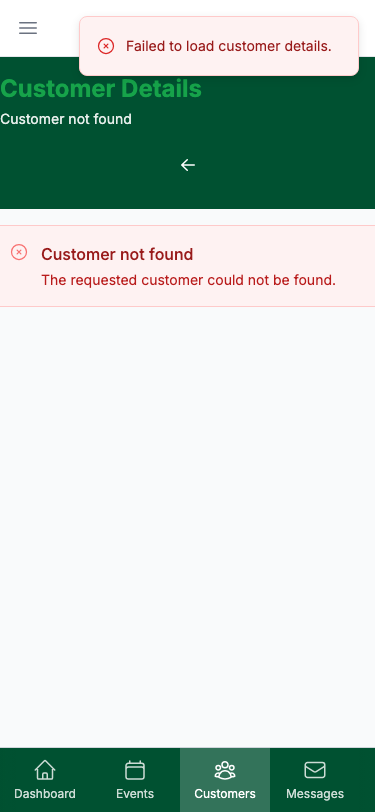 Failed to load customer details.
Customer Details
Customer not found
Customer not found
The requested customer could not be found.
Dashboard
Events
Customers
Messages